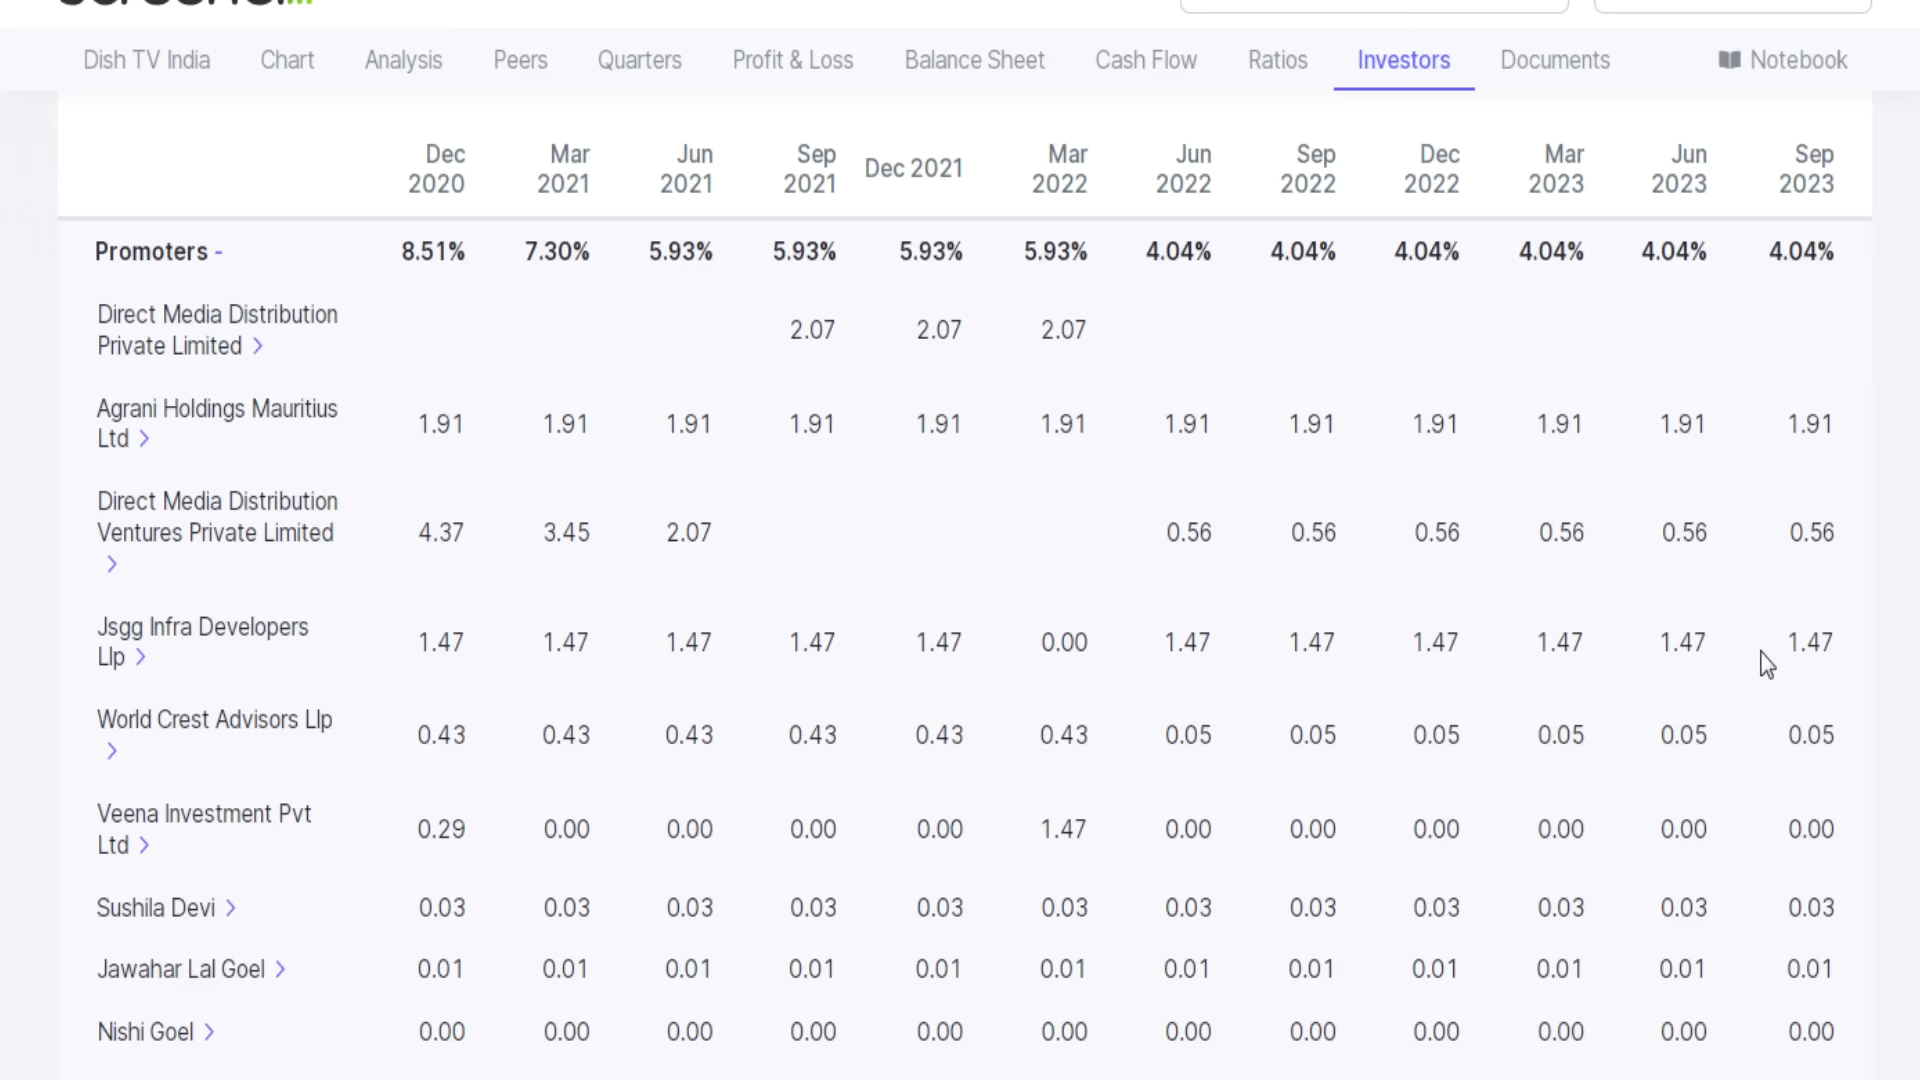 Dish TV India Chart Analysis Peers Quarters Profit & Loss Balance Sheet Cash Flow Ratios Investors Documents Notebook
Dec 2020 Mar 2021 Jun 2021 Sep 2021 Dec 2021 Mar 2022 Jun 2022 Sep 2022 Dec 2022 Mar 2023 Jun 2023 Sep 2023
Promoters - 8.51% 7.30% 5.93% 5.93% 5.93% 5.93% 4.04% 4.04% 4.04% 4.04% 4.04% 4.04%
Direct Media Distribution
Private Limited > 2.07 2.07 2.07
Agrani Holdings Mauritius
Ltd > 1.91 1.91 1.91 1.91 1.91 1.91 1.91 1.91 1.91 1.91 1.91 1.91
Direct Media Distribution
Ventures Private Limited 4.37 3.45 2.07 0.56 0.56 0.56 0.56 0.56 0.56
>
Jsgg Infra Developers
Llp > 1.47 1.47 1.47 1.47 1.47 0.00 1.47 1.47 1.47 1.47 1.47 1.47
World Crest Advisors Llp
> 0.43 0.43 0.43 0.43 0.43 0.43 0.05 0.05 0.05 0.05 0.05 0.05
Veena Investment Pvt
Ltd > 0.29 0.00 0.00 0.00 0.00 1.47 0.00 0.00 0.00 0.00 0.00 0.00
Sushila Devi > 0.03 0.03 0.03 0.03 0.03 0.03 0.03 0.03 0.03 0.03 0.03 0.03
Jawahar Lal Goel > 0.01 0.01 0.01 0.01 0.01 0.01 0.01 0.01 0.01 0.01 0.01 0.01
Nishi Goel > 0.00 0.00 0.00 0.00 0.00 0.00 0.00 0.00 0.00 0.00 0.00 0.00